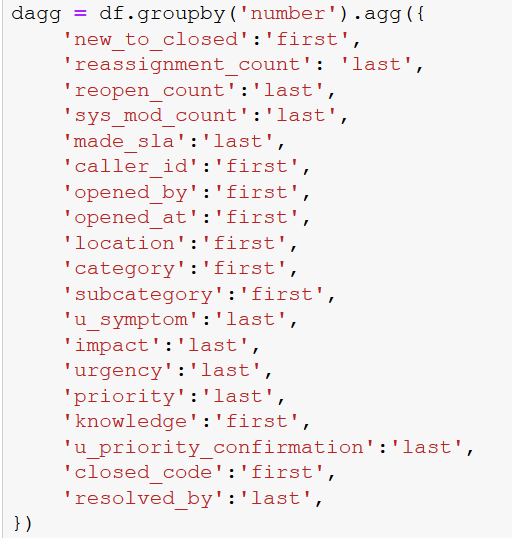 dagg = df.groupby('number').agg({
    'new_to_closed':'first',
    'reassignment_count': 'last',
    'reopen_count':'last',
    'sys_mod_count':'last',
    'made_sla':'last',
    'caller_id':'first',
    'opened_by':'first',
    'opened_at':'first',
    'location':'first',
    'category':'first',
    'subcategory':'first',
    'u_symptom':'last',
    'impact':'last',
    'urgency':'last',
    'priority':'last',
    'knowledge':'first',
    'u_priority_confirmation':'last',
    'closed_code':'first',
    'resolved_by':'last',
})